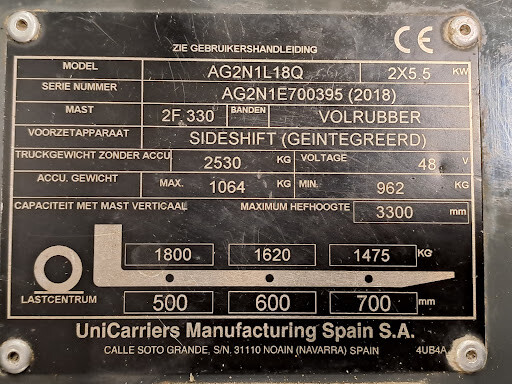 ZIE GEBRUIKERSHANDLEIDING CE
MODEL AG2N1L18Q 2X5.5 KW
SERIE NUMMER AG2N1E700395 (2018)
MAST 2F 330 BANDEN VOLRUBBER
VOORZETAPPARAAT SIDESHIFT (GEINTEGREERD)
TRUCKGEWICHT ZONDER ACCU. 2530 KG VOLTAGE 48 V
ACCU. GEWICHT MAX. 1064 KG MIN. 962 KG
CAPACITEIT MET MAST VERTICAAL MAXIMUM HEFHOOGTE 3300 mm
1800 1620 1475 KG
LASTCENTRUM 500 600 700 mm
UniCarriers Manufacturing Spain S.A.
CALLE SOTO GRANDE, S/N. 31110 NOAIN (NAVARRA) SPAIN 4UB4A